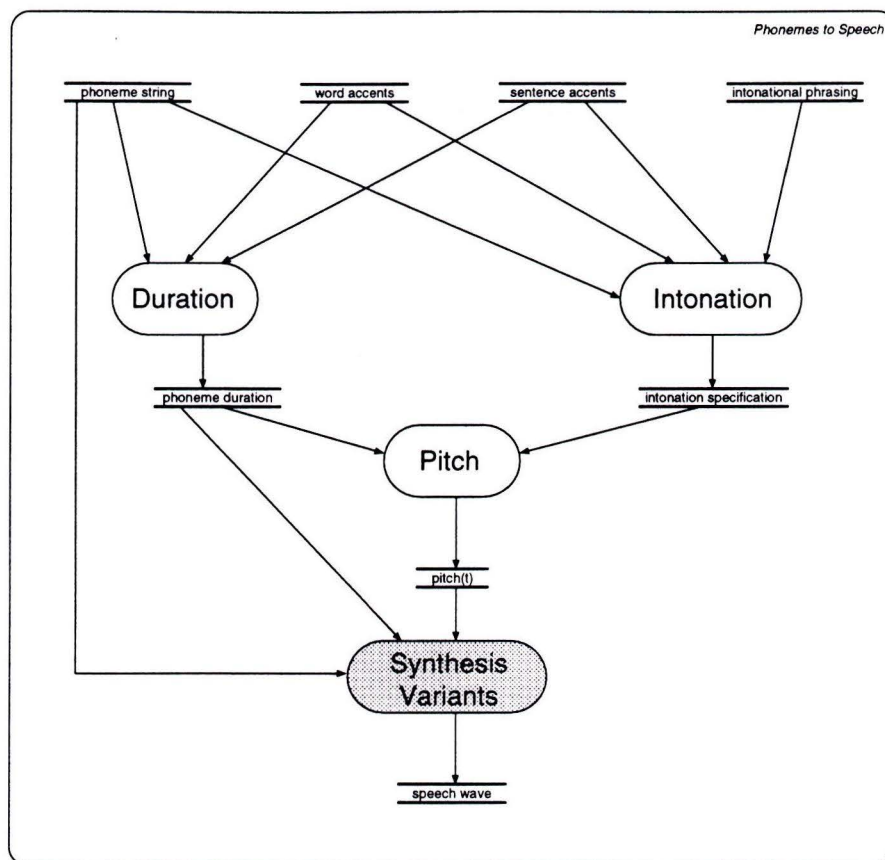 Phonemes to Speech
phoneme string
word accents
sentence accents
intonational phrasing
Duration
Intonation
phoneme duration
intonation specification
Pitch
pitch(t)
Synthesis
Variants
speech wave